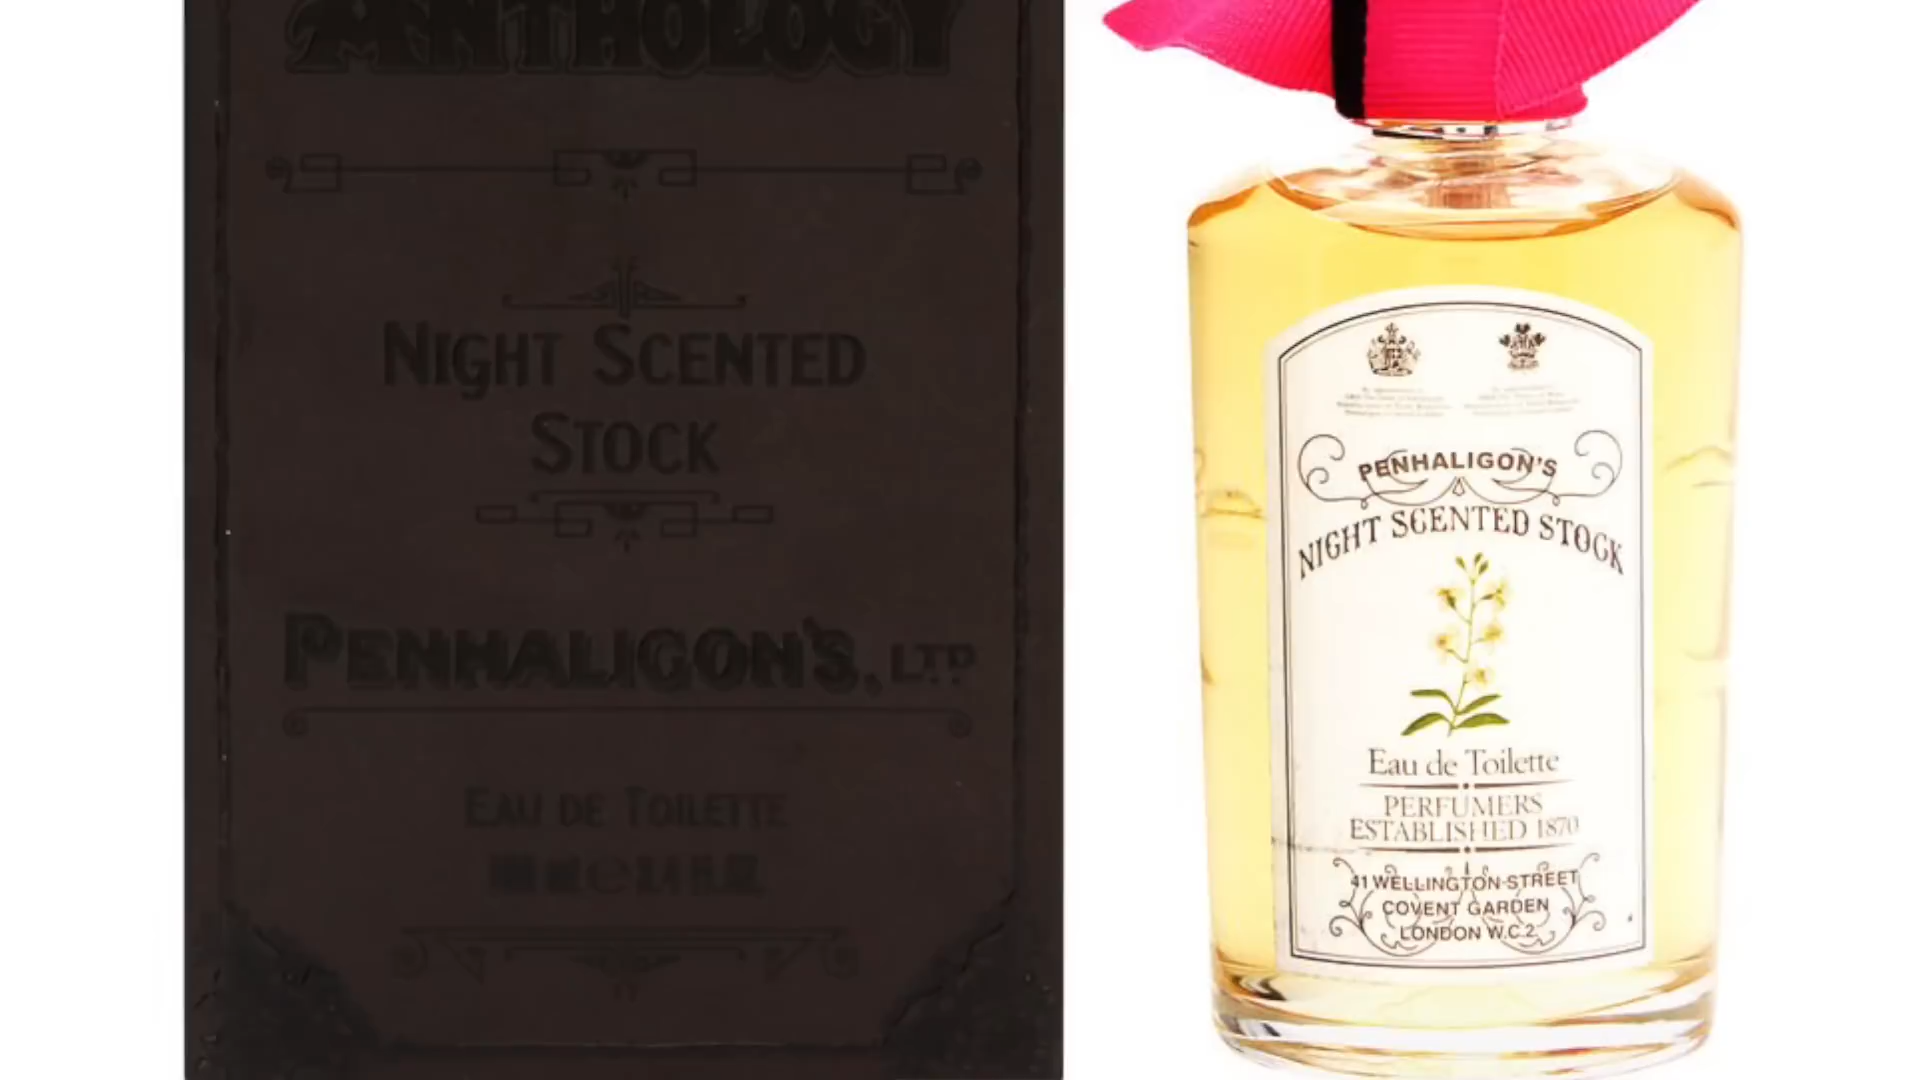 ANTHOLOGY
NIGHT SCENTED
STOCK
PENHALIGON'S, LTD
EAU DE TOILETTE
PENHALIGON'S
NIGHT SCENTED STOCK
Eau de Toilette
PERFUMERS
ESTABLISHED 1870
41 WELLINGTON STREET
COVENT GARDEN
LONDON W.C.2